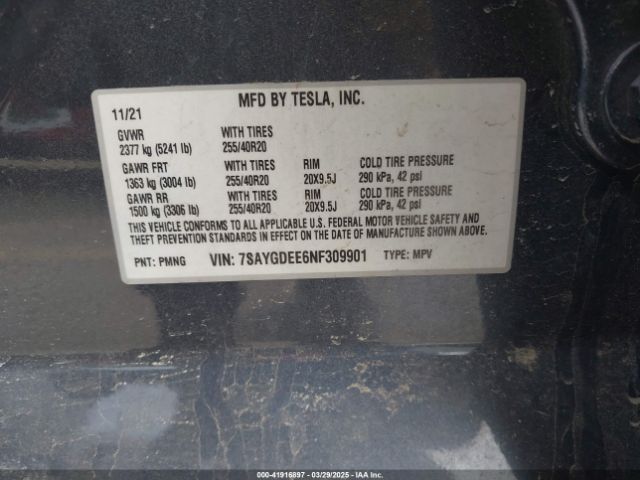 MFD BY TESLA, INC.
11/21
GVWR WITH TIRES
2377 kg (5241 lb) 255/40R20
GAWR FRT WITH TIRES RIM COLD TIRE PRESSURE
1363 kg (3004 lb) 255/40R20 20X9.5J 290 kPa, 42 psi
GAWR RR WITH TIRES RIM COLD TIRE PRESSURE
1500 kg (3306 lb) 255/40R20 20X9.5J 290 kPa, 42 psi
THIS VEHICLE CONFORMS TO ALL APPLICABLE U.S. FEDERAL MOTOR VEHICLE SAFETY AND
THEFT PREVENTION STANDARDS IN EFFECT ON THE DATE OF MANUFACTURE SHOWN ABOVE.
PNT: PMNG VIN: 7SAYGDEE6NF309901 TYPE: MPV
000-41916897 03/29/2025 IAAI.COM